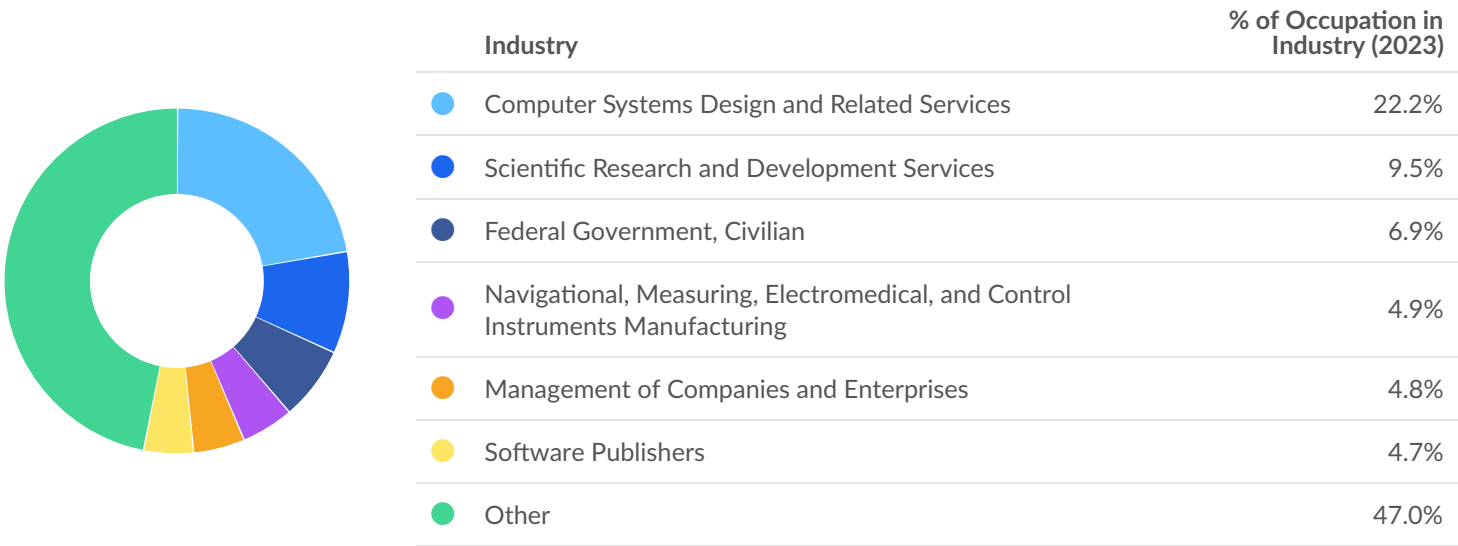 Industry
% of Occupation in
Industry (2023)
Computer Systems Design and Related Services
22.2%
Scientific Research and Development Services
9.5%
Federal Government, Civilian
6.9%
Navigational, Measuring, Electromedical, and Control
Instruments Manufacturing
4.9%
Management of Companies and Enterprises
4.8%
Software Publishers
4.7%
Other
47.0%